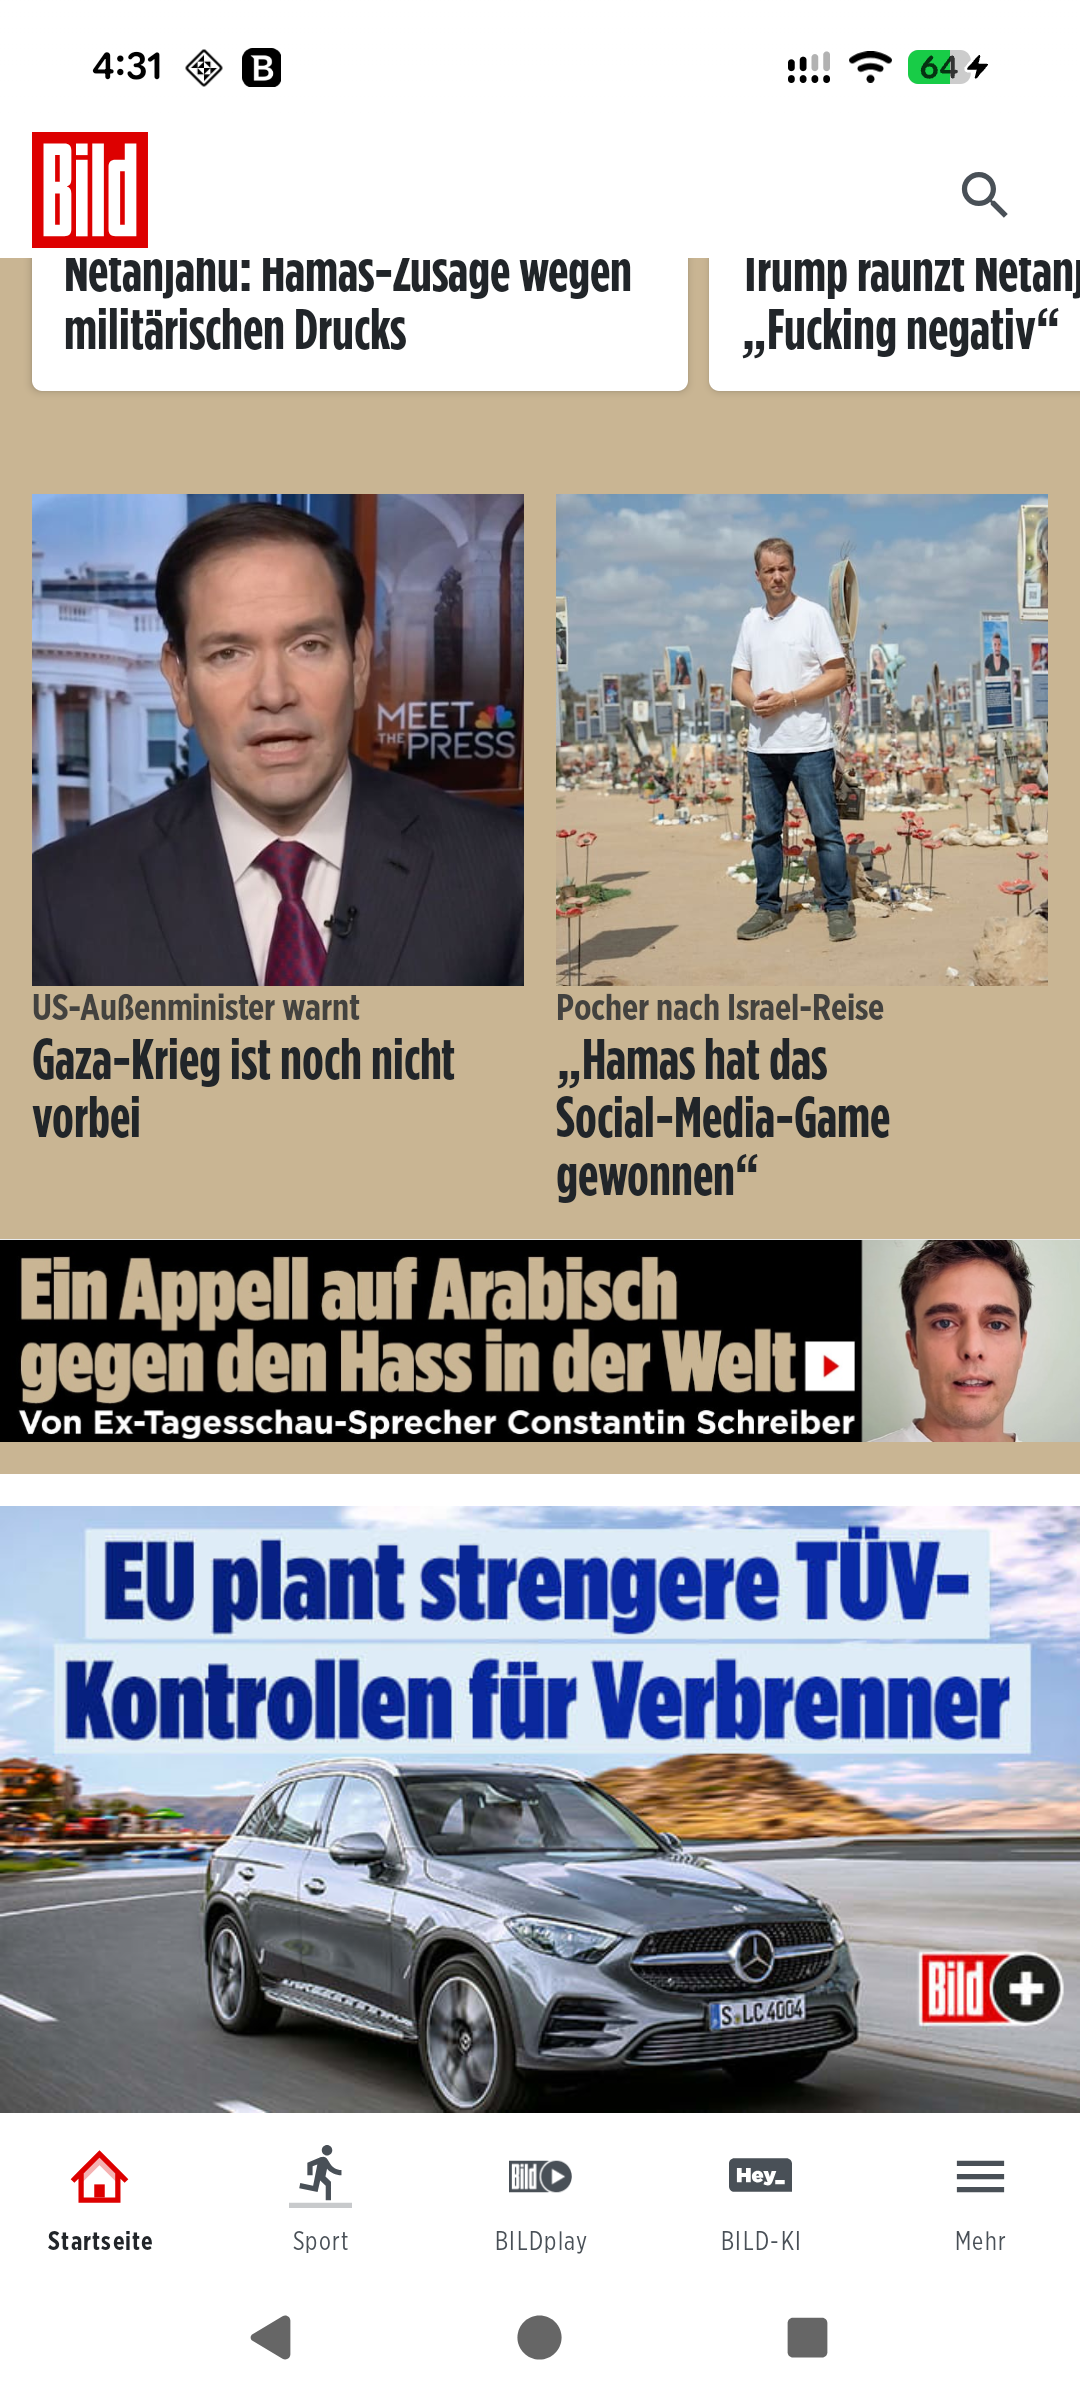 4:31
B
64
Bild
Netanjahu: Hamas-Zusage wegen
militärischen Drucks
Trump raunzt Netanj
„Fucking negativ“
MEET
THE PRESS
US-Außenminister warnt
Gaza-Krieg ist noch nicht
vorbei
Pocher nach Israel-Reise
„Hamas hat das
Social-Media-Game
gewonnen“
Ein Appell auf Arabisch
gegen den Hass in der Welt
Von Ex-Tagesschau-Sprecher Constantin Schreiber
EU plant strengere TÜV-
Kontrollen für Verbrenner
S LC 4004
Bild
Bild
Hey_
Startseite
Sport
BILDplay
BILD-KI
Mehr